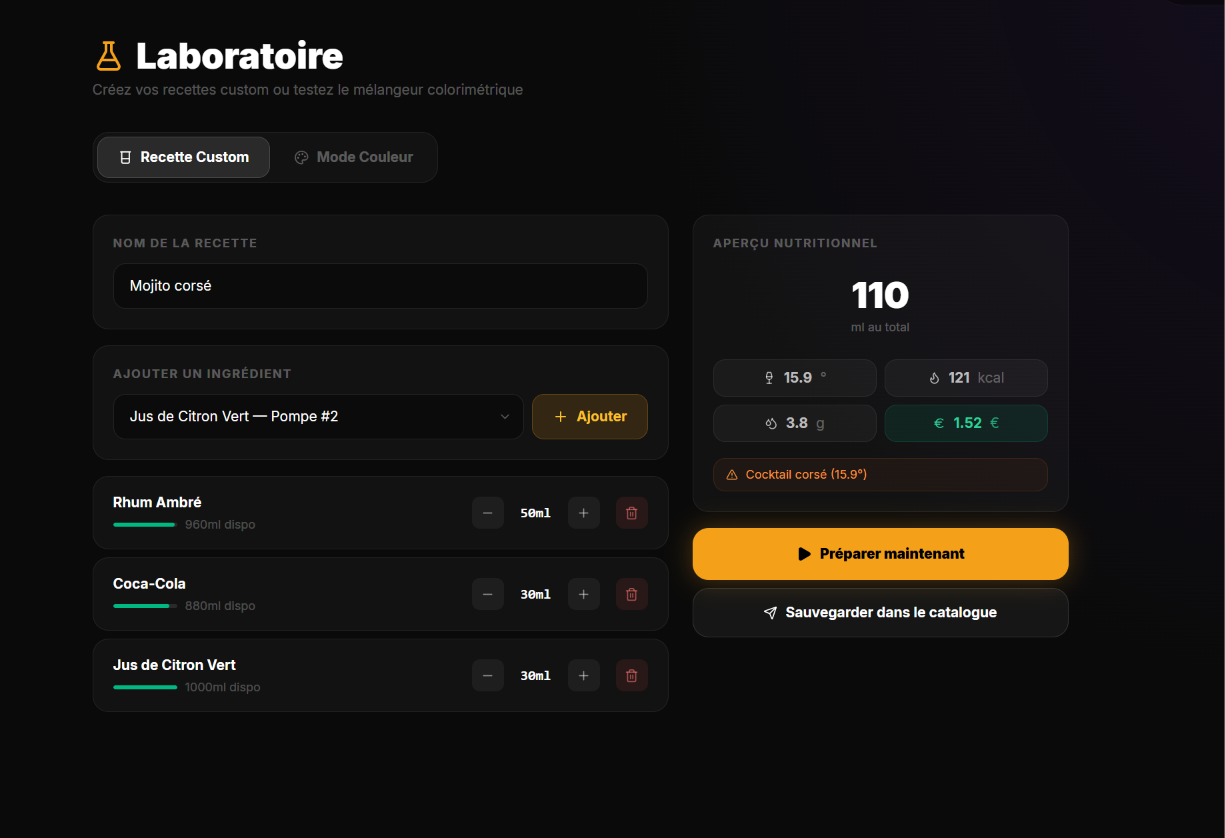 Laboratoire
Créez vos recettes custom ou testez le mélangeur colorimétrique
Recette Custom
Mode Couleur
NOM DE LA RECETTE
Mojito corsé
AJOUTER UN INGRÉDIENT
Jus de Citron Vert — Pompe #2
Ajouter
Rhum Ambré
960ml dispo
50ml
Coca-Cola
880ml dispo
30ml
Jus de Citron Vert
1000ml dispo
30ml
APERÇU NUTRITIONNEL
110
ml au total
15.9 °
121 kcal
3.8 g
€ 1.52 €
Cocktail corsé (15.9°)
Préparer maintenant
Sauvegarder dans le catalogue